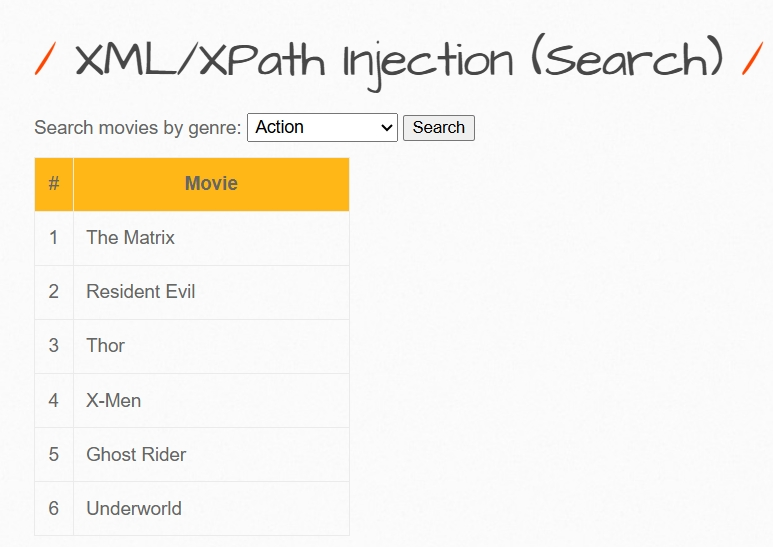 / XML/XPath Injection (Search) /
Search movies by genre: Action Search
# Movie
1 The Matrix
2 Resident Evil
3 Thor
4 X-Men
5 Ghost Rider
6 Underworld